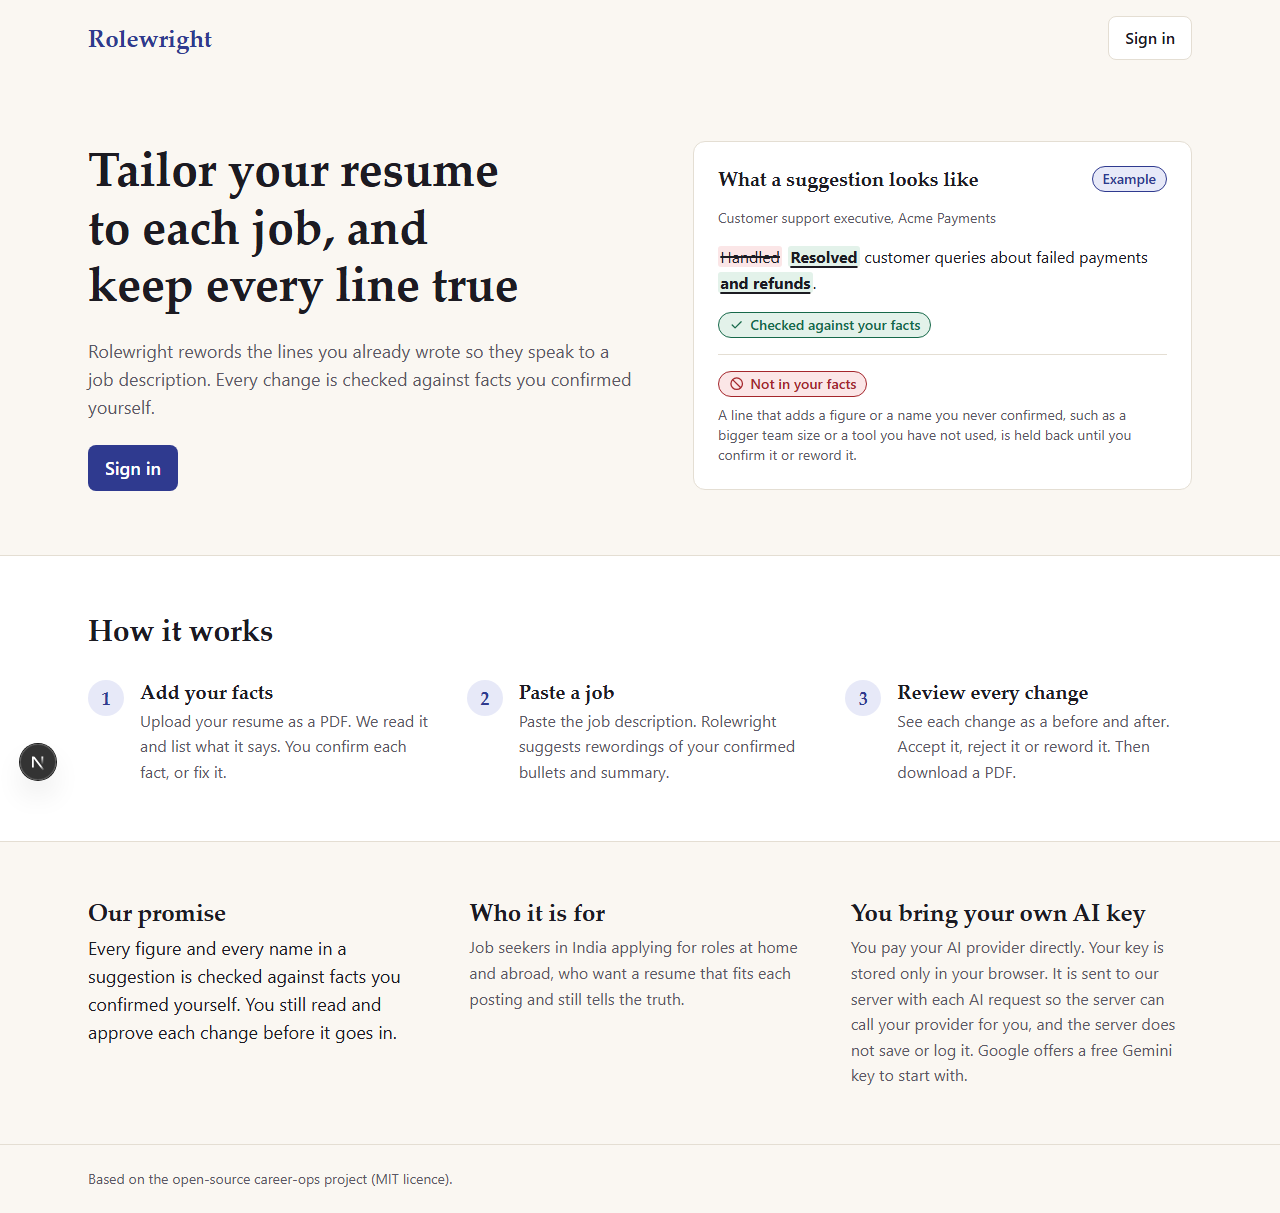 Rolewright
Sign in
Tailor your resume
to each job, and
keep every line true
Rolewright rewords the lines you already wrote so they speak to a
job description. Every change is checked against facts you confirmed
yourself.
Sign in
What a suggestion looks like
Example
Customer support executive, Acme Payments
Handled Resolved customer queries about failed payments
and refunds.
Checked against your facts
Not in your facts
A line that adds a figure or a name you never confirmed, such as a
bigger team size or a tool you have not used, is held back until you
confirm it or reword it.
How it works
1
Add your facts
Upload your resume as a PDF. We read it
and list what it says. You confirm each
fact, or fix it.
2
Paste a job
Paste the job description. Rolewright
suggests rewordings of your confirmed
bullets and summary.
3
Review every change
See each change as a before and after.
Accept it, reject it or reword it. Then
download a PDF.
N
Our promise
Every figure and every name in a
suggestion is checked against facts you
confirmed yourself. You still read and
approve each change before it goes in.
Who it is for
Job seekers in India applying for roles at home
and abroad, who want a resume that fits each
posting and still tells the truth.
You bring your own AI key
You pay your AI provider directly. Your key is
stored only in your browser. It is sent to our
server with each AI request so the server can
call your provider for you, and the server does
not save or log it. Google offers a free Gemini
key to start with.
Based on the open-source career-ops project (MIT licence).